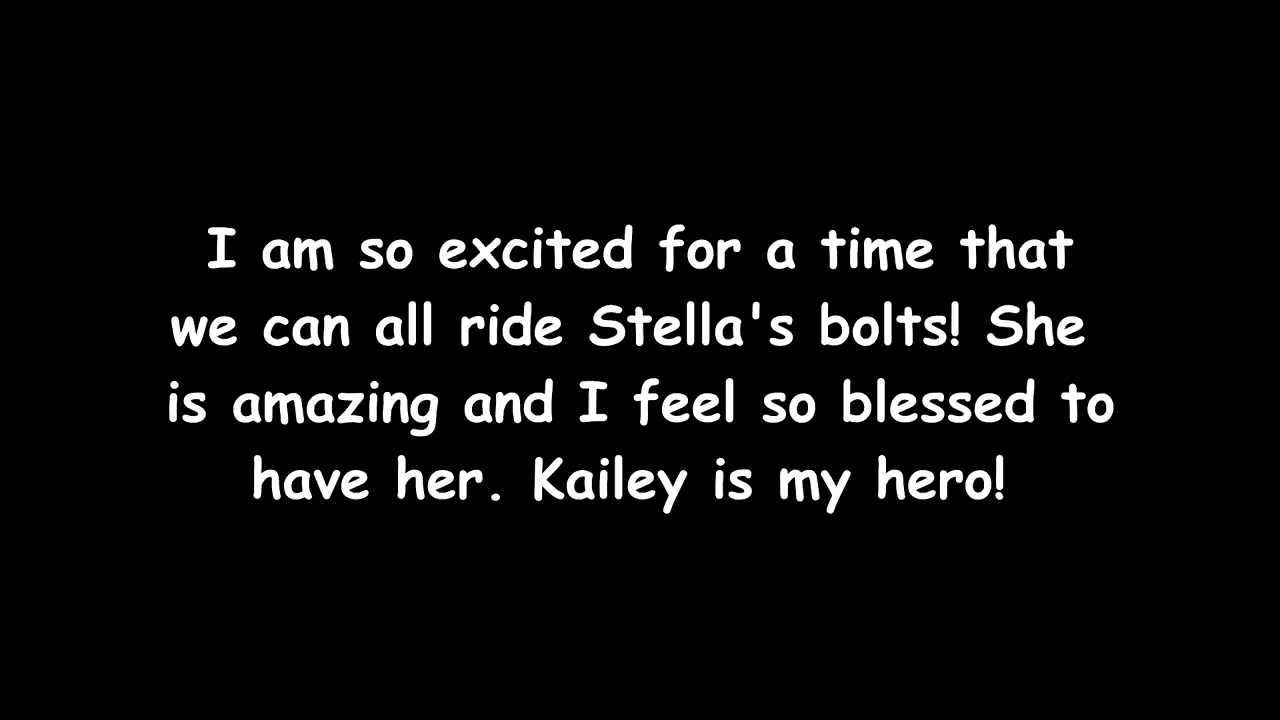 I am so excited for a time that
we can all ride Stella's bolts! She
is amazing and I feel so blessed to
have her. Kailey is my hero!